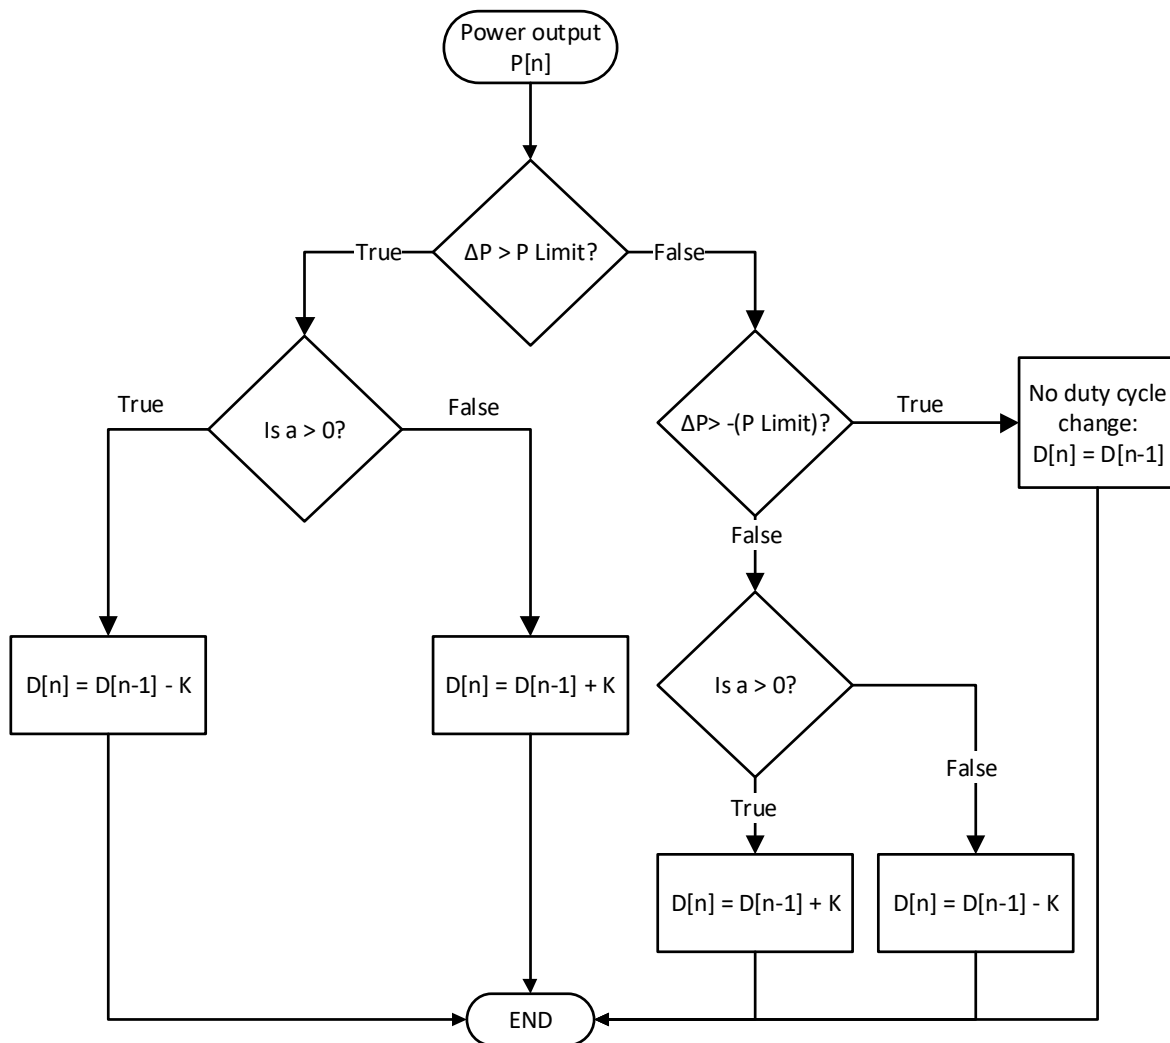 Power output
P[n]
ΔP > P Limit?
True
False
Is a > 0?
True
False
ΔP> -(P Limit)?
True
No duty cycle
change:
D[n] = D[n-1]
False
D[n] = D[n-1] - K
D[n] = D[n-1] + K
Is a > 0?
False
True
D[n] = D[n-1] + K
D[n] = D[n-1] - K
END